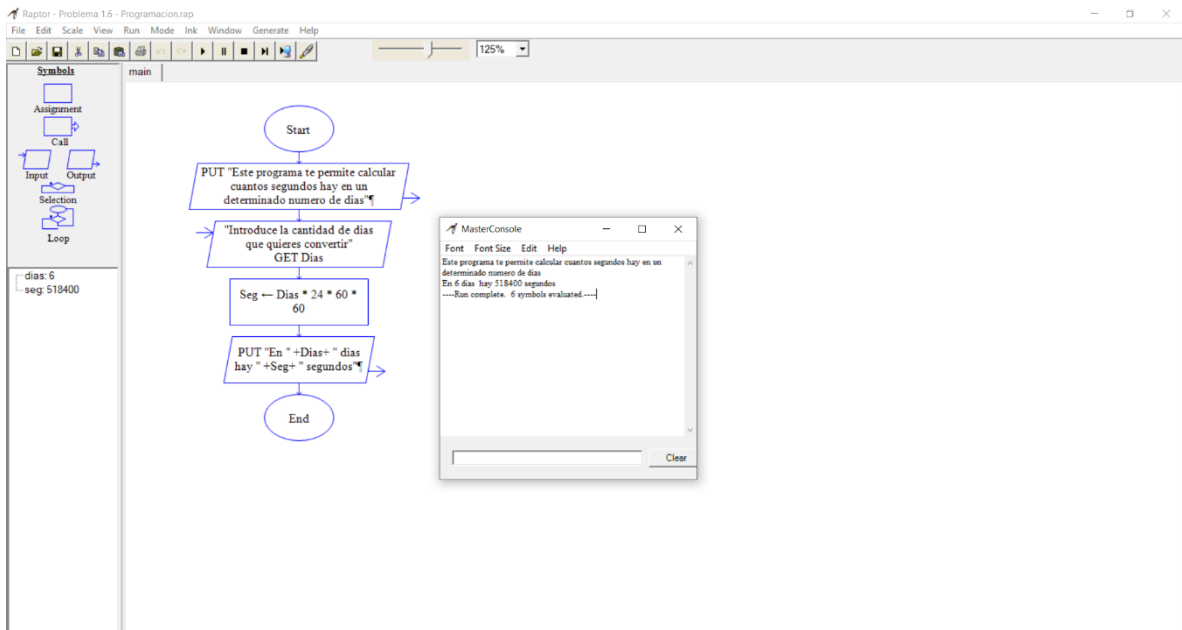 Raptor - Problema 1.6 - Programacion.rap
File Edit Scale View Run Mode Ink Window Generate Help
125%
Symbols
Assignment
Call
Input Output
Selection
Loop
dias: 6
seg: 518400
main
Start
PUT "Este programa te permite calcular
cuantos segundos hay en un
determinado numero de dias"¶
"Introduce la cantidad de dias
que quieres convertir"
GET Dias
Seg ← Dias * 24 * 60 *
60
PUT "En " +Dias+ " dias
hay " +Seg+ " segundos"¶
End
MasterConsole
Font Font Size Edit Help
Este programa te permite calcular cuantos segundos hay en un
determinado numero de dias
En 6 dias hay 518400 segundos
----Run complete. 6 symbols evaluated.----
Clear